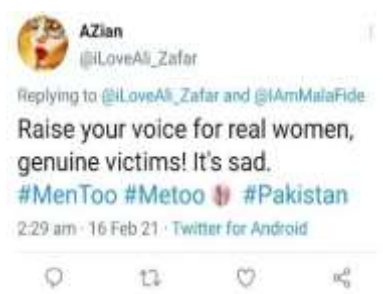 AZian
@iLoveAli_Zafar
Replying to @iLoveAli_Zafar and @IAmMalaFide
Raise your voice for real women,
genuine victims! It's sad.
#MenToo #Metoo #Pakistan
2:29 am · 16 Feb 21 · Twitter for Android